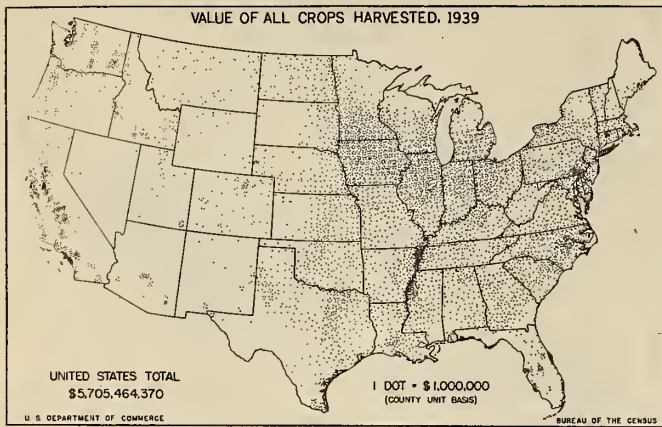 VALUE OF ALL CROPS HARVESTED, 1939
UNITED STATES TOTAL
$5,705,464,370
1 DOT = $1,000,000
(COUNTY UNIT BASIS)
U. S. DEPARTMENT OF COMMERCE
BUREAU OF THE CENSUS